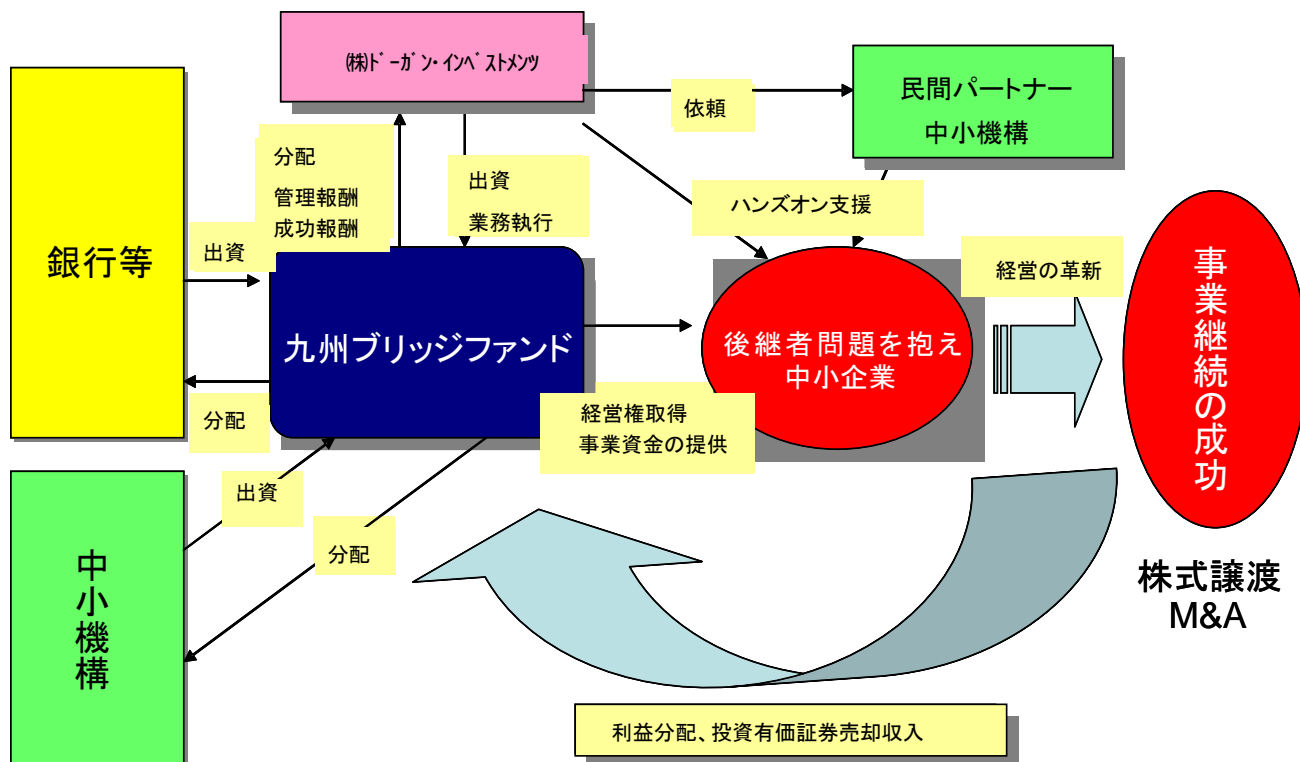 ㈱ﾄﾞｰｶﾞﾝ・ｲﾝﾍﾞｽﾄﾒﾝﾂ
民間パートナー
中小機構
依頼
分配
管理報酬
成功報酬
出資
業務執行
ハンズオン支援
銀行等
出資
九州ブリッジファンド
後継者問題を抱え
中小企業
経営の革新
事業継続の成功
分配
経営権取得
事業資金の提供
出資
分配
中小機構
株式譲渡
M&A
利益分配、投資有価証券売却収入